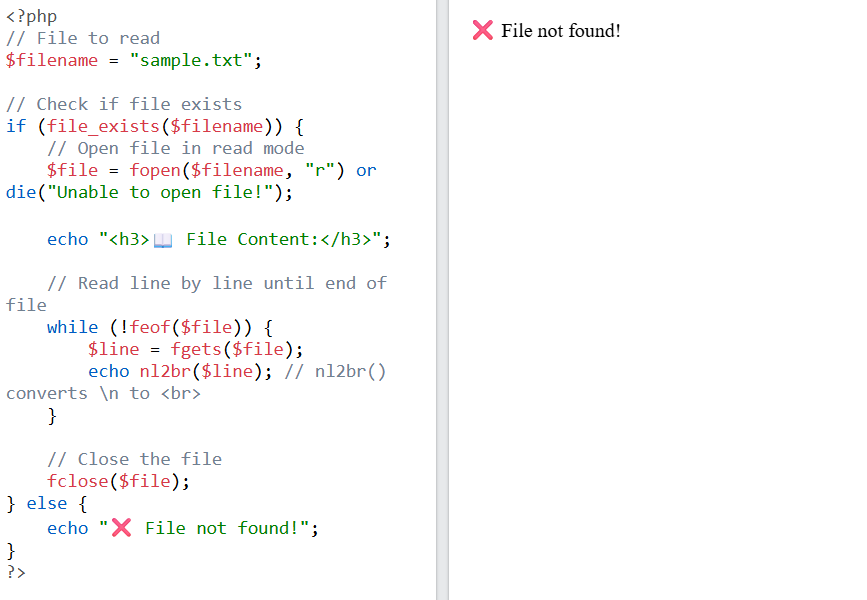 <?php
// File to read
$filename = "sample.txt";

// Check if file exists
if (file_exists($filename)) {
    // Open file in read mode
    $file = fopen($filename, "r") or
die("Unable to open file!");

    echo "<h3>📖 File Content:</h3>";

    // Read line by line until end of
file
    while (!feof($file)) {
        $line = fgets($file);
        echo nl2br($line); // nl2br()
converts \n to <br>
    }

    // Close the file
    fclose($file);
} else {
    echo "❌ File not found!";
}
?>
❌ File not found!